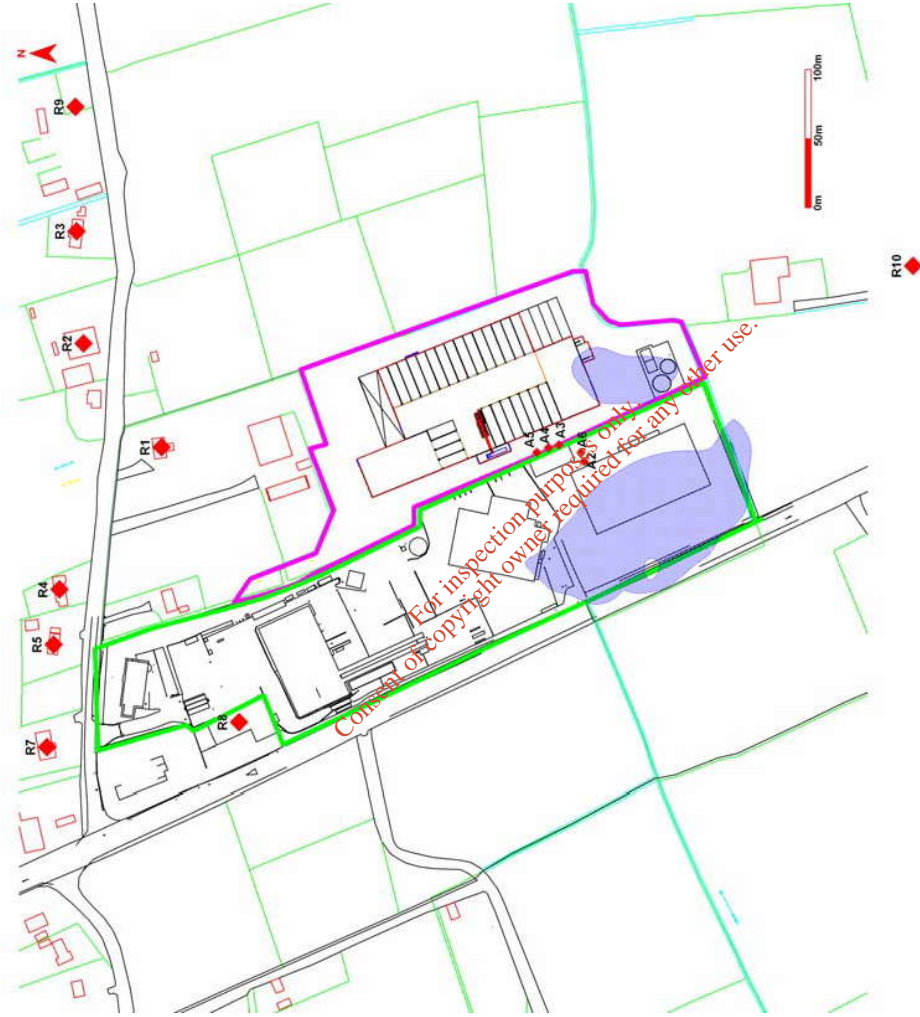 N
R9
R3
R2
R1
R4
R5
R7
R8
R10
A5
A4
A3
A6
A2
0m
50m
100m
For inspection purposes only.
Consent of copyright owner required for any other use.